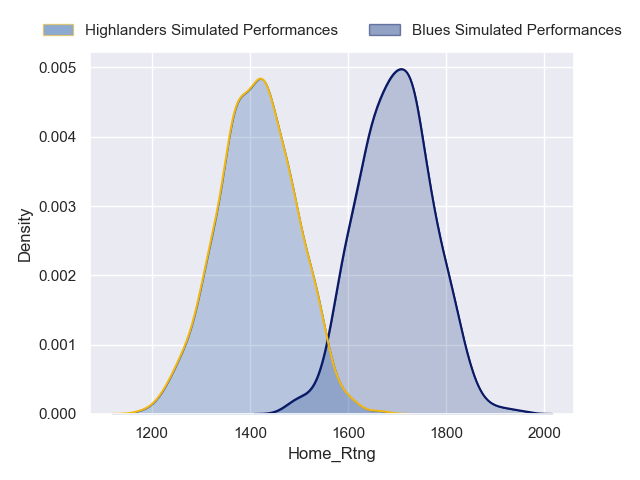 Highlanders Simulated Performances Blues Simulated Performances
0.005
0.004
0.003
0.002
0.001
0.000
Density
1200 1400 1600 1800 2000
Home_Rtng